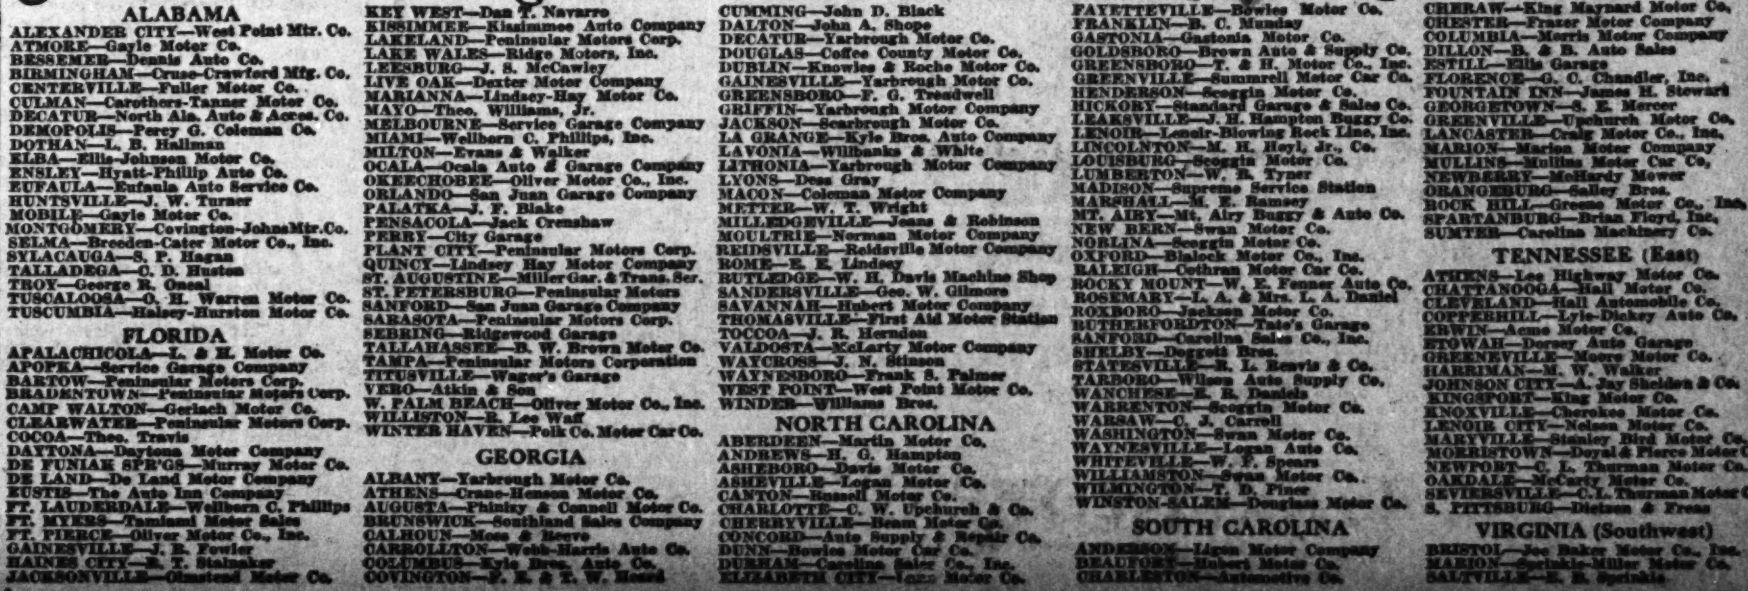 ALABAMA
ALEXANDER CITY—West Point Mtr. Co.
ATMORE—Gayle Motor Co.
BESSEMER—Dennis Auto Co.
BIRMINGHAM—Cruse-Crawford Mfg. Co.
CENTERVILLE—Fuller Motor Co.
CULMAN—Carothers-Tanner Motor Co.
DECATUR—North Ala. Auto & Acces. Co.
DEMOPOLIS—Percy G. Coleman Co.
DOTHAN—L. B. Hallman
ELBA—Ellis-Johnson Motor Co.
ENSLEY—Hyatt-Phillip Auto Co.
EUFAULA—Eufaula Auto Service Co.
HUNTSVILLE—J. W. Turner
MOBILE—Gayle Motor Co.
MONTGOMERY—Covington-JohnsMtr.Co.
SELMA—Breeden-Cater Motor Co., Inc.
SYLACAUGA—S. P. Hagan
TALLADEGA—C. D. Huston
TROY—George R. Oneal
TUSCALOOSA—O. H. Warren Motor Co.
TUSCUMBIA—Halsey-Hurston Motor Co.
FLORIDA
APALACHICOLA—L. & H. Motor Co.
APOPKA—Service Garage Company
BARTOW—Peninsular Motors Corp.
BRADENTOWN—Peninsular Motors Corp.
CAMP WALTON—Gerlach Motor Co.
CLEARWATER—Peninsular Motors Corp.
COCOA—Theo. Travis
DAYTONA—Daytona Motor Company
DE FUNIAK SPR'GS—Murray Motor Co.
DE LAND—De Land Motor Company
EUSTIS—The Auto Inn Company
FT. LAUDERDALE—Wellborn C. Phillips
FT. MYERS—Tamiami Motor Sales
FT. PIERCE—Oliver Motor Co., Inc.
GAINESVILLE—J. R. Fowler
HAINES CITY—R. T. Stalnaker
JACKSONVILLE—Olmstead Motor Co.
KEY WEST—Dan T. Navarro
KISSIMMEE—Kissimmee Auto Company
LAKELAND—Peninsular Motors Corp.
LAKE WALES—Ridge Motors, Inc.
LEESBURG—J. S. McCawley
LIVE OAK—Dexter Motor Company
MARIANNA—Lindsey-Hay Motor Co.
MAYO—Theo. Williams, Jr.
MELBOURNE—Service Garage Company
MIAMI—Wellborn C. Phillips, Inc.
MILTON—Evans & Walker
OCALA—Ocala Auto & Garage Company
OKEECHOBEE—Oliver Motor Co., Inc.
ORLANDO—San Juan Garage Company
PALATKA—J. F. Blake
PENSACOLA—Jack Crenshaw
PERRY—City Garage
PLANT CITY—Peninsular Motors Corp.
QUINCY—Lindsey Hay Motor Company
ST. AUGUSTINE—Miller Gar. & Trans. Ser.
ST. PETERSBURG—Peninsular Motors
SANFORD—San Juan Garage Company
SARASOTA—Peninsular Motors Corp.
SEBRING—Ridgewood Garage
TALLAHASSEE—B. W. Brown Motor Co.
TAMPA—Peninsular Motors Corporation
TITUSVILLE—Wager's Garage
VERO—Atkin & Son
W. PALM BEACH—Oliver Motor Co., Inc.
WILLISTON—R. Lee Waff
WINTER HAVEN—Polk Co. Motor Car Co.
GEORGIA
ALBANY—Yarbrough Motor Co.
ATHENS—Crane-Henson Motor Co.
AUGUSTA—Phinizy & Connell Motor Co.
BRUNSWICK—Southland Sales Company
CALHOUN—Moss & Reeve
CARROLLTON—Webb-Harris Auto Co.
COLUMBUS—Kyle Bros. Auto Co.
COVINGTON—F. E. & T. W. Heard
CUMMING—John D. Black
DALTON—John A. Shope
DECATUR—Yarbrough Motor Co.
DOUGLAS—Coffee County Motor Co.
DUBLIN—Knowles & Roche Motor Co.
GAINESVILLE—Yarbrough Motor Co.
GREENSBORO—F. G. Treadwell
GRIFFIN—Yarbrough Motor Company
JACKSON—Scarbrough Motor Co.
LA GRANGE—Kyle Bros. Auto Company
LAVONIA—Willbanks & White
LITHONIA—Yarbrough Motor Company
LYONS—Dess Gray
MACON—Coleman Motor Company
METTER—W. T. Wright
MILLEDGEVILLE—Jeans & Robinson
MOULTRIE—Norman Motor Company
REIDSVILLE—Reidsville Motor Company
ROME—E. E. Lindsey
RUTLEDGE—W. H. Davis Machine Shop
SANDERSVILLE—Geo. W. Gilmore
SAVANNAH—Hubert Motor Company
THOMASVILLE—First Aid Motor Station
TOCCOA—J. R. Herndon
VALDOSTA—McLarty Motor Company
WAYCROSS—J. N. Stinson
WAYNESBORO—Frank S. Palmer
WEST POINT—West Point Motor Co.
WINDER—Williams Bros.
NORTH CAROLINA
ABERDEEN—Martin Motor Co.
ANDREWS—H. G. Hampton
ASHEBORO—Davis Motor Co.
ASHEVILLE—Logan Motor Co.
CANTON—Russell Motor Co.
CHARLOTTE—C. W. Upchurch & Co.
CHERRYVILLE—Beam Motor Co.
CONCORD—Auto Supply & Repair Co.
DUNN—Bowles Motor Car Co.
DURHAM—Carolina Sales Co., Inc.
ELIZABETH CITY— Motor Co.
FAYETTEVILLE—Bowles Motor Co.
FRANKLIN—B. C. Munday
GASTONIA—Gastonia Motor Co.
GOLDSBORO—Brown Auto & Supply Co.
GREENSBORO—T. & H. Motor Co., Inc.
GREENVILLE—Summrell Motor Car Co.
HENDERSON—Scoggin Motor Co.
HICKORY—Standard Garage & Sales Co.
LEAKSVILLE—J. H. Hampton Buggy Co.
LENOIR—Lenoir-Blowing Rock Line, Inc.
LINCOLNTON—M. H. Hoyl, Jr., Co.
LOUISBURG—Scoggin Motor Co.
LUMBERTON—W. B. Tyner
MADISON—Supreme Service Station
MARSHALL—M. E. Ramsey
MT. AIRY—Mt. Airy Buggy & Auto Co.
NEW BERN—Swan Motor Co.
NORLINA—Scoggin Motor Co.
OXFORD—Blalock Motor Co., Inc.
RALEIGH—Cothran Motor Car Co.
ROCKY MOUNT—W. E. Fenner Auto Co.
ROSEMARY—L. A. & Mrs. L. A. Daniel
ROXBORO—Jackson Motor Co.
RUTHERFORDTON—Tate's Garage
SANFORD—Carolina Sales Co., Inc.
SHELBY—Doggett Bros.
STATESVILLE—R. L. Reavis & Co.
TARBORO—Wilson Auto Supply Co.
WANCHESE—E. R. Daniels
WARRENTON—Scoggin Motor Co.
WARSAW—C. J. Carroll
WASHINGTON—Swan Motor Co.
WAYNESVILLE—Logan Auto Co.
WHITEVILLE—W. F. Spears
WILLIAMSTON—Swan Motor Co.
WILMINGTON—T. D. Piner
WINSTON-SALEM—Douglass Motor Co.
SOUTH CAROLINA
ANDERSON—Ligon Motor Company
BEAUFORT—Hubert Motor Co.
CHARLESTON—Automotive Co.
CHERAW—King Maynard Motor Co.
CHESTER—Frazer Motor Company
COLUMBIA—Morris Motor Company
DILLON—B. & B. Auto Sales
ESTILL—Ellis Garage
FLORENCE—G. C. Chandler, Inc.
FOUNTAIN INN—James H. Stewart
GEORGETOWN—S. E. Mercer
GREENVILLE—Upchurch Motor Co.
LANCASTER—Craig Motor Co., Inc.
MARION—Marion Motor Company
MULLINS—Mullins Motor Car Co.
NEWBERRY—McHardy Mower
ORANGEBURG—Salley Bros.
ROCK HILL—Greene Motor Co., Inc.
SPARTANBURG—Brian Floyd, Inc.
SUMTER—Carolina Machinery Co.
TENNESSEE (East)
ATHENS—Lee Highway Motor Co.
CHATTANOOGA—Hall Motor Co.
CLEVELAND—Hall Automobile Co.
COPPERHILL—Lyle-Dickey Auto Co.
ERWIN—Acme Motor Co.
ETOWAH—Dorsey Auto Garage
GREENEVILLE—Moore Motor Co.
HARRIMAN—M. W. Walker
JOHNSON CITY—A. Jay Shelden & Co.
KINGSPORT—King Motor Co.
KNOXVILLE—Cherokee Motor Co.
LENOIR CITY—Nelson Motor Co.
MARYVILLE—Stanley Bird Motor Co.
MORRISTOWN—Doyal & Pierce Motor C
NEWPORT—C. L. Thurman Motor Co.
OAKDALE—McCarty Motor Co.
SEVIERSVILLE—C. L. Thurman Motor C
S. PITTSBURG—Dietzen & Freas
VIRGINIA (Southwest)
BRISTOL—Joe Baker Motor Co., Inc.
MARION—Sprinkle-Miller Motor Co.
SALTVILLE—E. B. Sprinkle